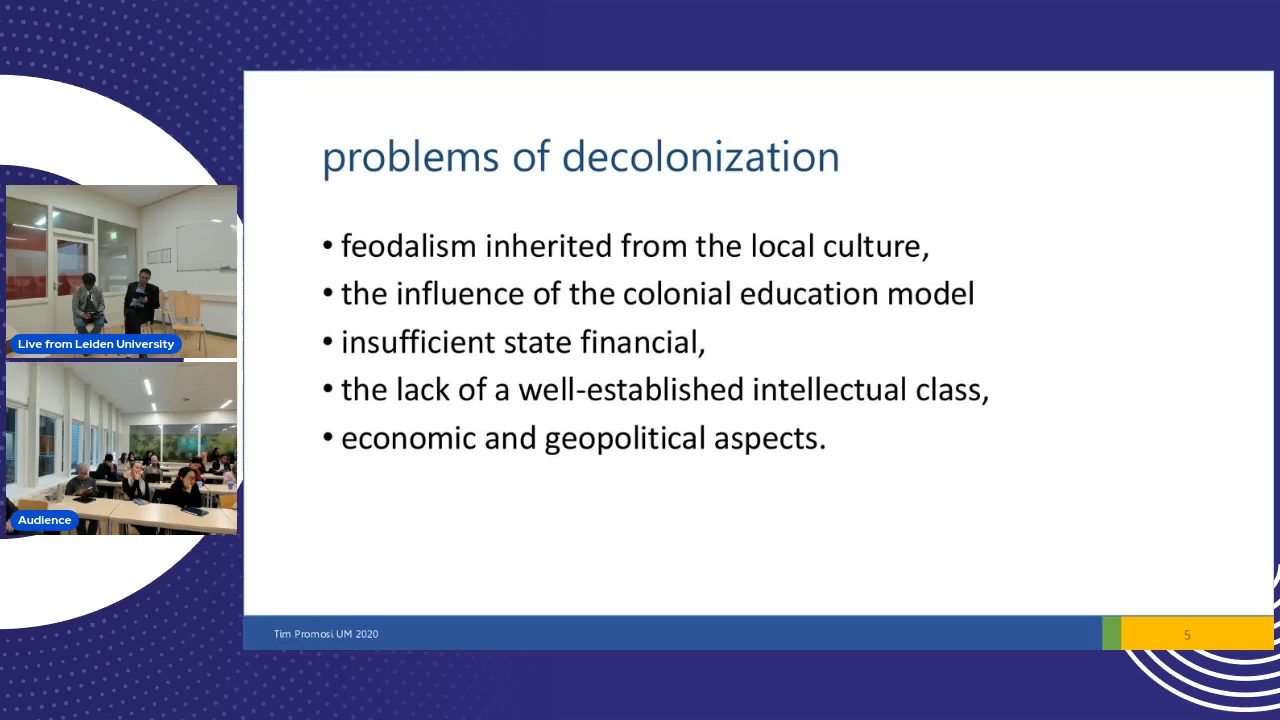 problems of decolonization
• feodalism inherited from the local culture,
• the influence of the colonial education model
• insufficient state financial,
• the lack of a well-established intellectual class,
• economic and geopolitical aspects.
Live from Leiden University
Audience
Tim Promosi UM 2020
5